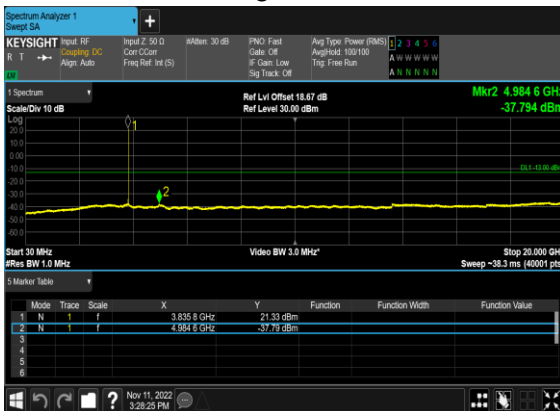 Spectrum Analyzer 1
Swept SA
KEYSIGHT
R T
LV
Input: RF
Coupling: DC
Align: Auto
Input Z: 50 Ω
Corr CCorr
Freq Ref: Int (S)
#Atten: 30 dB
PNO: Fast
Gate: Off
IF Gain: Low
Sig Track: Off
Avg Type: Power (RMS)
Avg|Hold: 100/100
Trig: Free Run
1 2 3 4 5 6
A W W W W W
A N N N N N
1 Spectrum
Scale/Div 10 dB
Ref Lvl Offset 18.67 dB
Ref Level 30.00 dBm
Mkr2 4.984 6 GHz
-37.794 dBm
Log
20.0
10.0
0.00
-10.0
-20.0
-30.0
-40.0
-50.0
-60.0
1
2
DL1 -13.00 dBm
Start 30 MHz
#Res BW 1.0 MHz
Video BW 3.0 MHz*
Stop 20.000 GHz
Sweep ~38.3 ms (40001 pts)
5 Marker Table
Mode Trace Scale X Y Function Function Width Function Value
1 N 1 f 3.835 8 GHz 21.33 dBm
2 N 1 f 4.984 6 GHz -37.79 dBm
3
4
5
6
?
Nov 11, 2022
3:28:25 PM